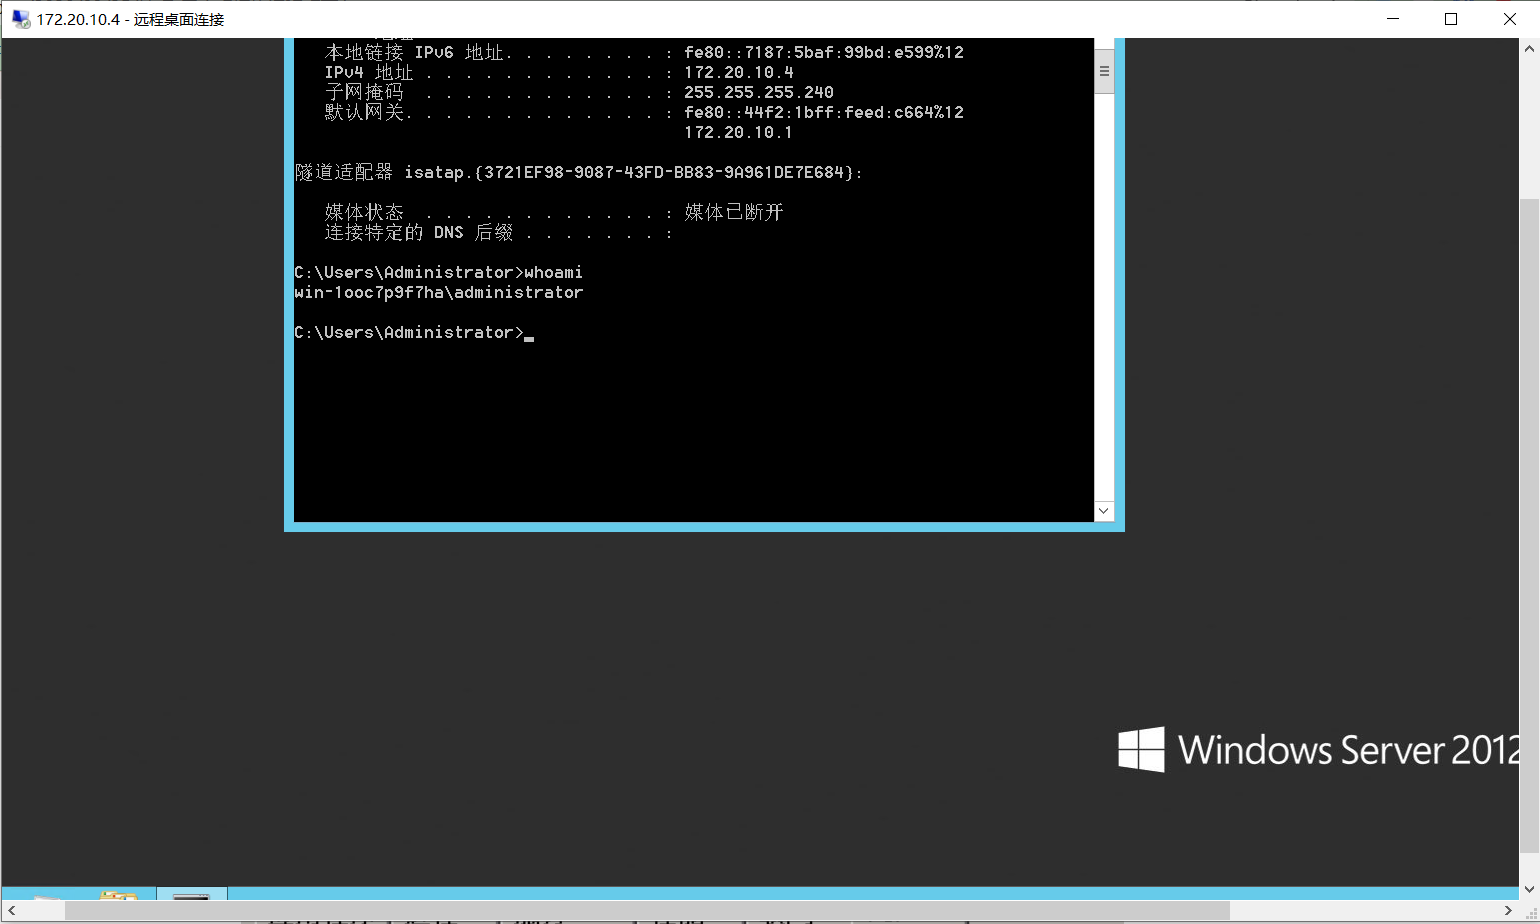 172.20.10.4 - 远程桌面连接
本地链接 IPv6 地址. . . . . . . . : fe80::7187:5baf:99bd:e599%12
IPv4 地址 . . . . . . . . . . . . : 172.20.10.4
子网掩码 . . . . . . . . . . . . : 255.255.255.240
默认网关. . . . . . . . . . . . . : fe80::44f2:1bff:feed:c664%12
172.20.10.1
隧道适配器 isatap.{3721EF98-9087-43FD-BB83-9A961DE7E684}:
媒体状态 . . . . . . . . . . . . : 媒体已断开
连接特定的 DNS 后缀 . . . . . . . :
C:\Users\Administrator>whoami
win-1ooc7p9f7ha\administrator
C:\Users\Administrator>
Windows Server 2012